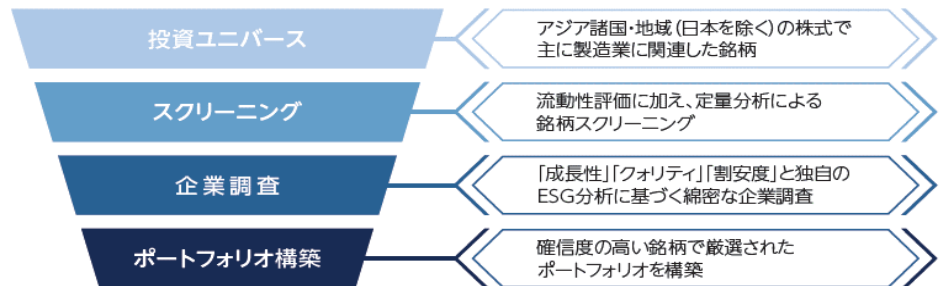 投資ユニバース
アジア諸国・地域(日本を除く)の株式で
主に製造業に関連した銘柄
スクリーニング
流動性評価に加え、定量分析による
銘柄スクリーニング
企業調査
「成長性」「クォリティ」「割安度」と独自の
ESG分析に基づく綿密な企業調査
ポートフォリオ構築
確信度の高い銘柄で厳選された
ポートフォリオを構築